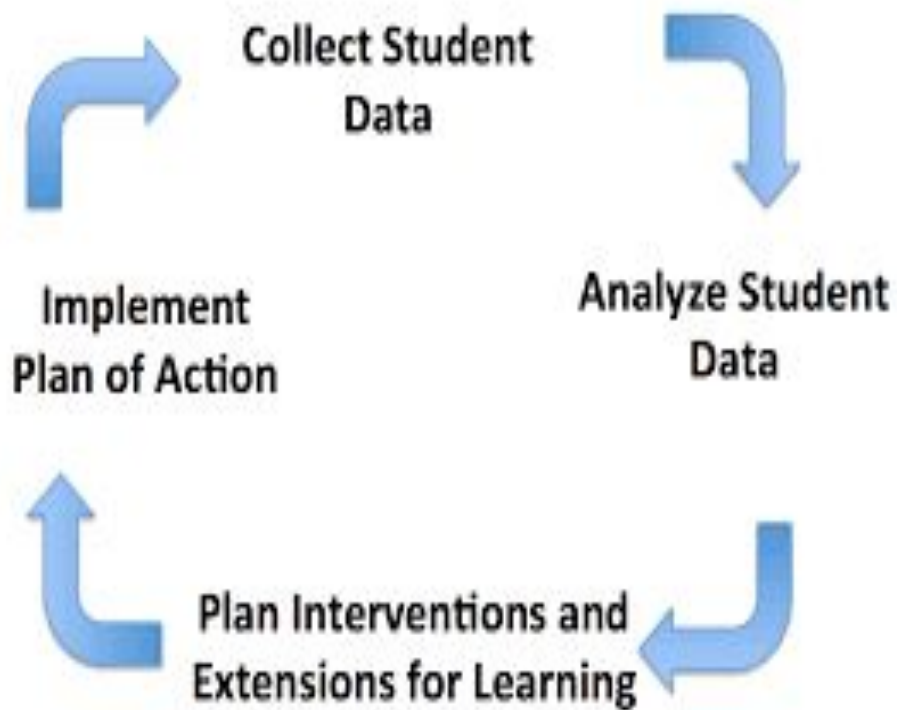 Collect Student
Data
Analyze Student
Data
Plan Interventions and
Extensions for Learning
Implement
Plan of Action